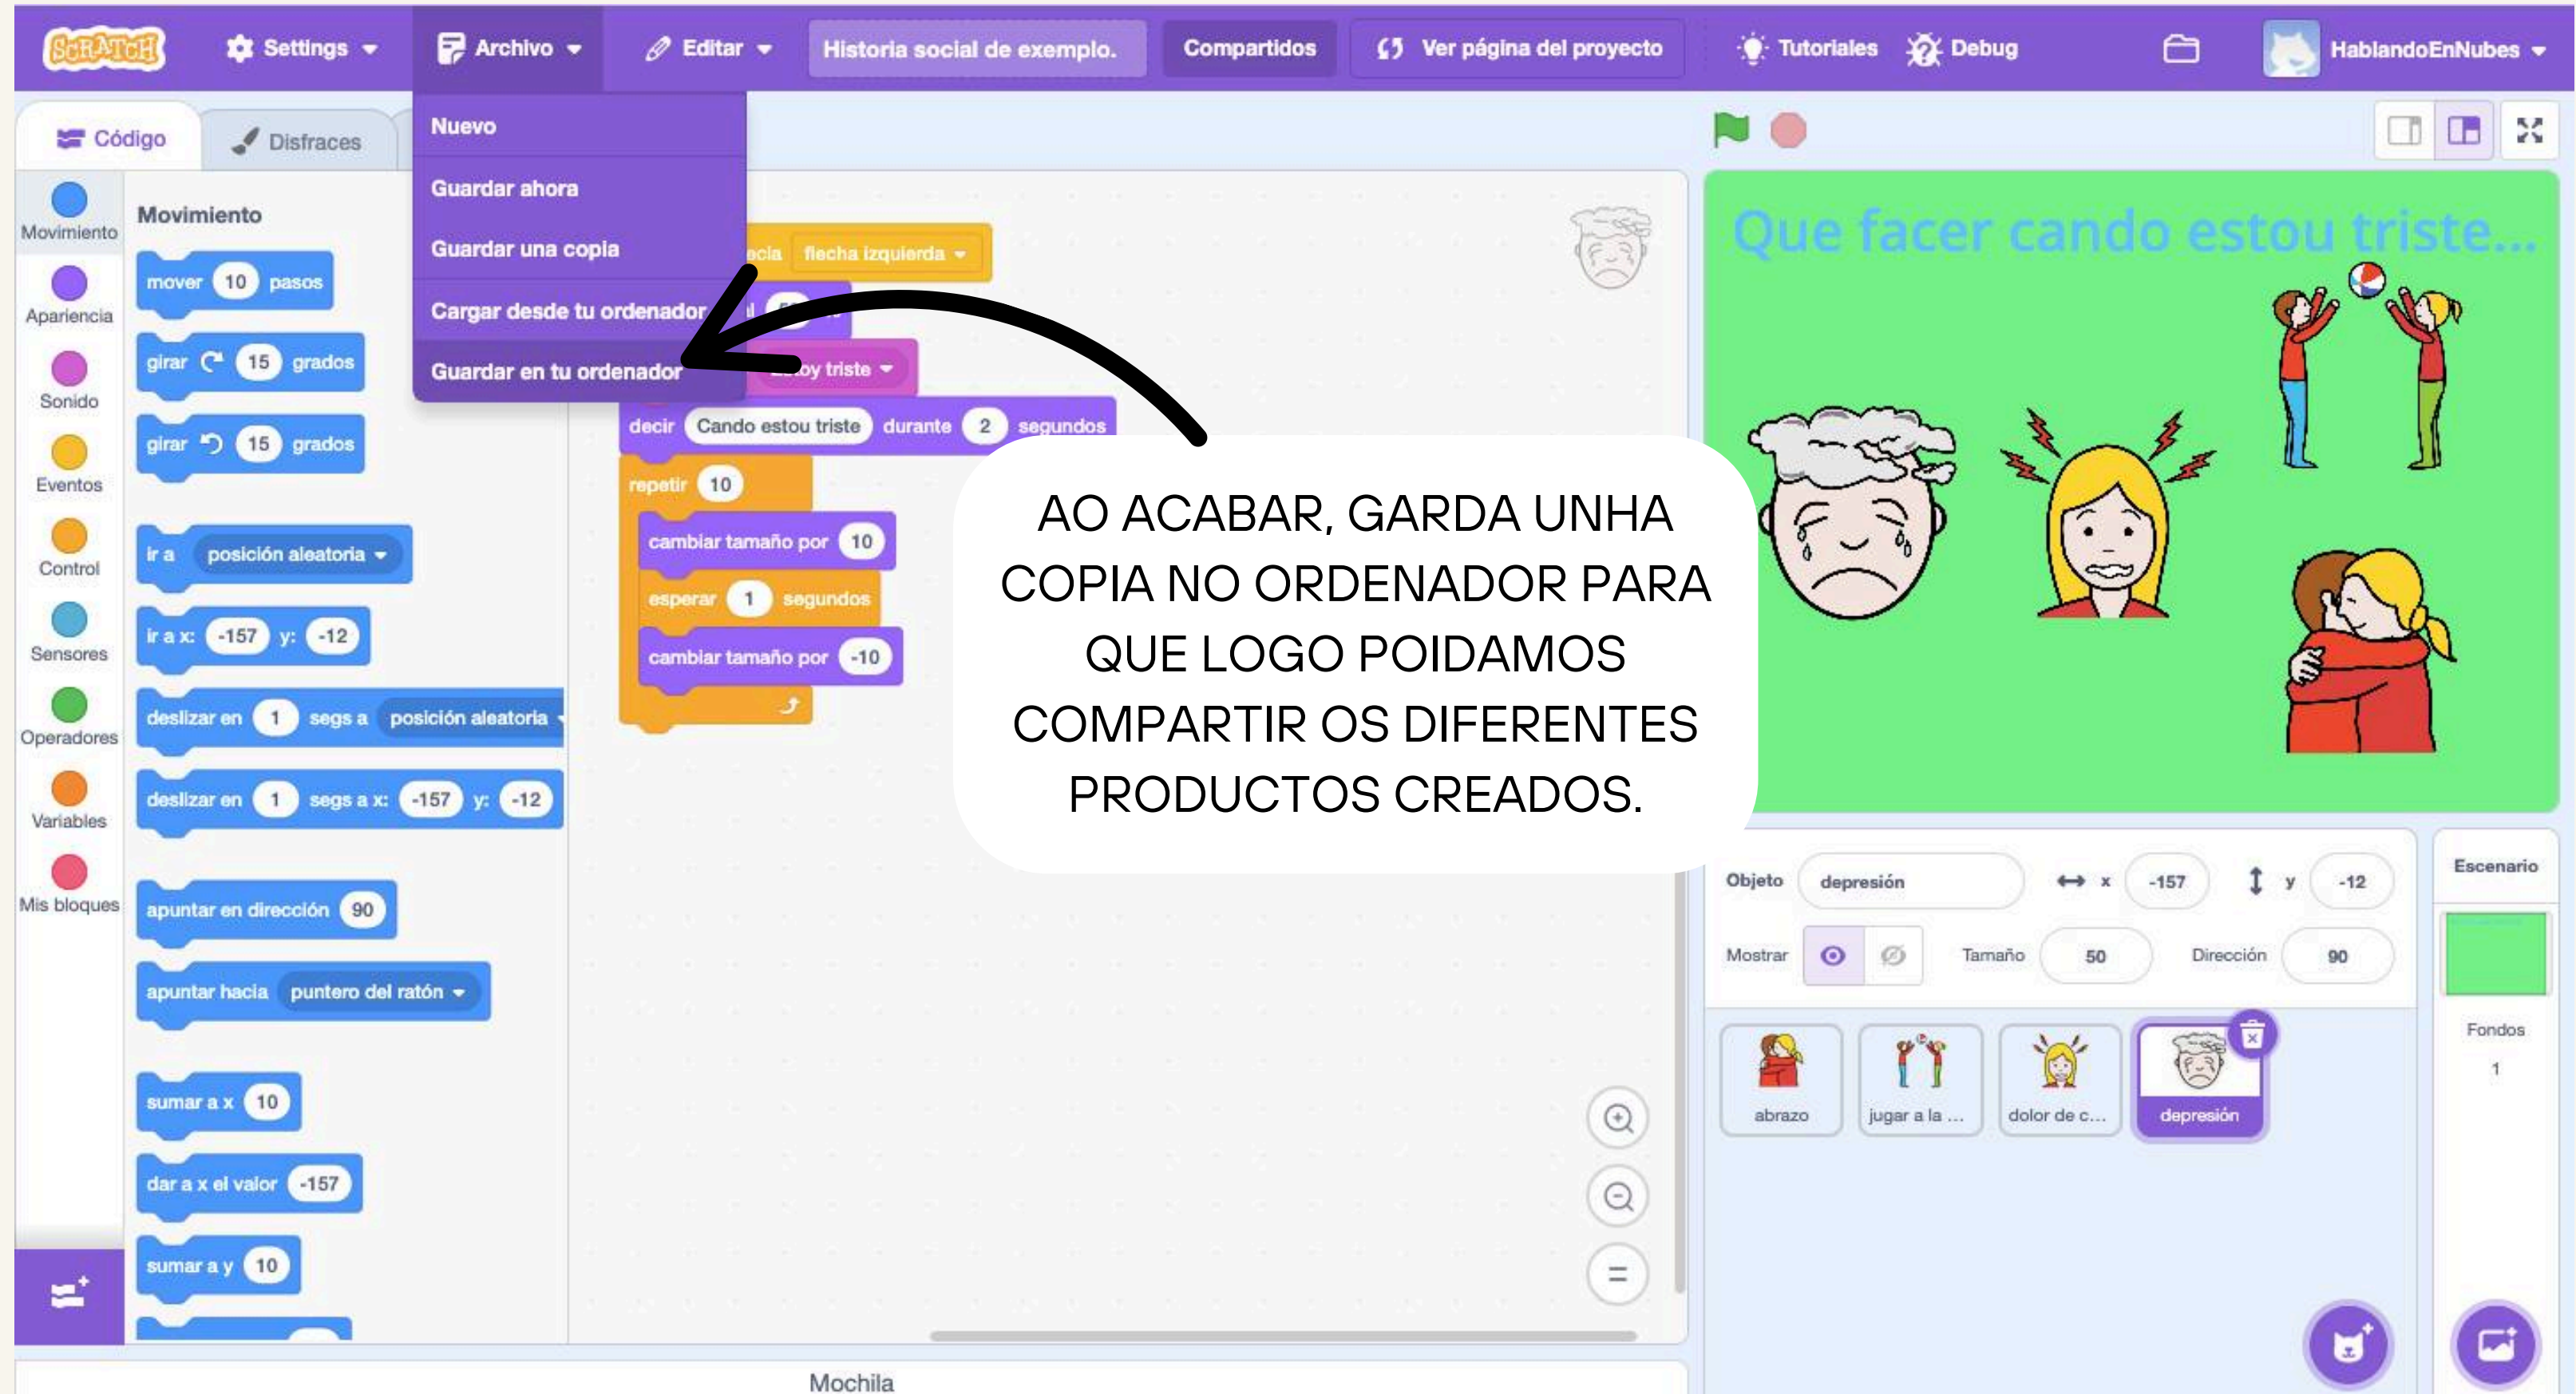 SCRATCH
Settings
Archivo
Editar
Historia social de exemplo.
Compartidos
Ver página del proyecto
Tutoriales
Debug
HablandoEnNubes
Código
Disfraces
Nuevo
Guardar ahora
Guardar una copia
Cargar desde tu ordenador
Guardar en tu ordenador
Movimiento
Apariencia
Sonido
Eventos
Control
Sensores
Operadores
Variables
Mis bloques
Movimiento
mover 10 pasos
girar 15 grados
girar 15 grados
ir a posición aleatoria
ir a x: -157 y: -12
deslizar en 1 segs a posición aleatoria
deslizar en 1 segs a x: -157 y: -12
apuntar en dirección 90
apuntar hacia puntero del ratón
sumar a x 10
dar a x el valor -157
sumar a y 10
flecha izquierda
triste
decir Cando estou triste durante 2 segundos
repetir 10
cambiar tamaño por 10
esperar 1 segundos
cambiar tamaño por -10
AO ACABAR, GARDA UNHA
COPIA NO ORDENADOR PARA
QUE LOGO POIDAMOS
COMPARTIR OS DIFERENTES
PRODUCTOS CREADOS.
Mochila
Que facer cando estou triste...
Objeto depresión x -157 y -12
Mostrar Tamaño 50 Dirección 90
abrazo
jugar a la ...
dolor de c...
depresión
Escenario
Fondos
1